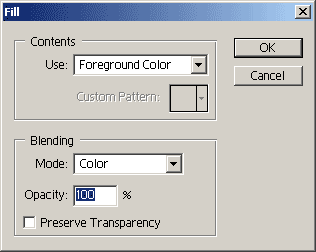 Fill
Contents
Use: Foreground Color
Custom Pattern:
OK
Cancel
Blending
Mode: Color
Opacity: 100 %
Preserve Transparency